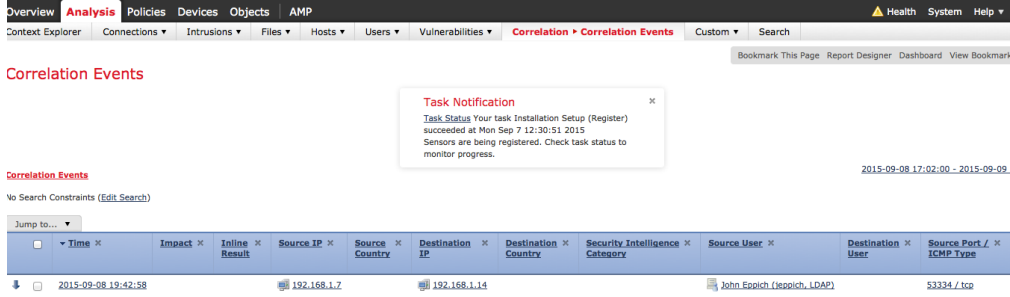 Overview Analysis Policies Devices Objects AMP Health System Help ▼
Context Explorer Connections ▼ Intrusions ▼ Files ▼ Hosts ▼ Users ▼ Vulnerabilities ▼ Correlation ▸ Correlation Events Custom ▼ Search
Bookmark This Page Report Designer Dashboard View Bookmark
Correlation Events
Task Notification ×
Task Status Your task Installation Setup (Register)
succeeded at Mon Sep 7 12:30:51 2015
Sensors are being registered. Check task status to
monitor progress.
2015-09-08 17:02:00 - 2015-09-09
Correlation Events
No Search Constraints (Edit Search)
Jump to... ▼
▼ Time × Impact × Inline × Source IP × Source × Destination × Destination × Security Intelligence × Source User × Destination × Source Port / ×
Result Country IP Country Category User ICMP Type
2015-09-08 19:42:58 192.168.1.7 192.168.1.14 John Eppich (jeppich, LDAP) 53334 / tcp